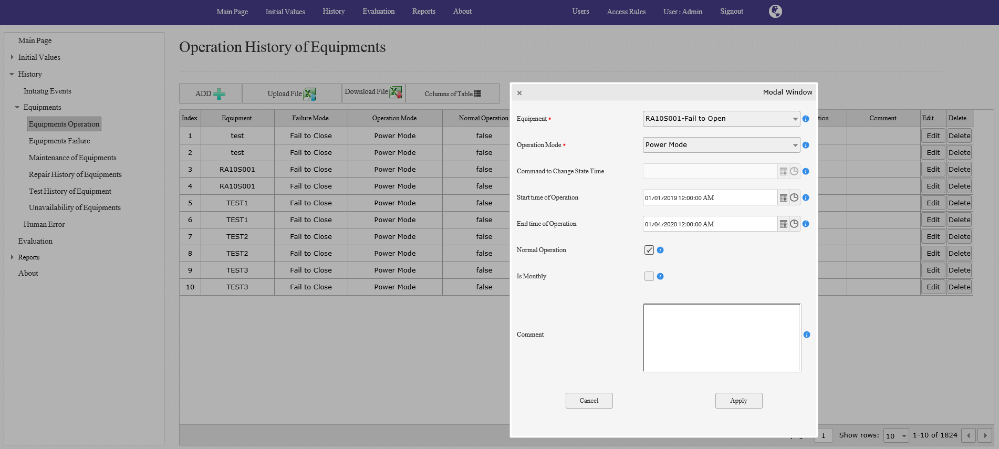 Main Page Initial Values History Evaluation Reports About Users Access Rules User : Admin Signout
Main Page
Initial Values
History
Initiatig Events
Equipments
Equipments Operation
Equipments Failure
Maintenance of Equipments
Repair History of Equipments
Test History of Equipment
Unavailability of Equipments
Human Error
Evaluation
Reports
About
Operation History of Equipments
ADD Upload File Download File Columns of Table
Index Equipment Failure Mode Operation Mode Normal Operation tion Comment Edit Delete
1 test Fail to Close Power Mode false Edit Delete
2 test Fail to Close Power Mode false Edit Delete
3 RA10S001 Fail to Close Power Mode false Edit Delete
4 RA10S001 Fail to Close Power Mode false Edit Delete
5 TEST1 Fail to Close Power Mode false Edit Delete
6 TEST1 Fail to Close Power Mode false Edit Delete
7 TEST2 Fail to Close Power Mode false Edit Delete
8 TEST2 Fail to Close Power Mode false Edit Delete
9 TEST3 Fail to Close Power Mode false Edit Delete
10 TEST3 Fail to Close Power Mode false Edit Delete
Modal Window
Equipment * RA10S001-Fail to Open
Operation Mode * Power Mode
Command to Change State Time
Start time of Operation 01/01/2019 12:00:00 AM
End time of Operation 01/04/2020 12:00:00 AM
Normal Operation
Is Monthly
Comment
Cancel Apply
1 Show rows: 10 1-10 of 1824